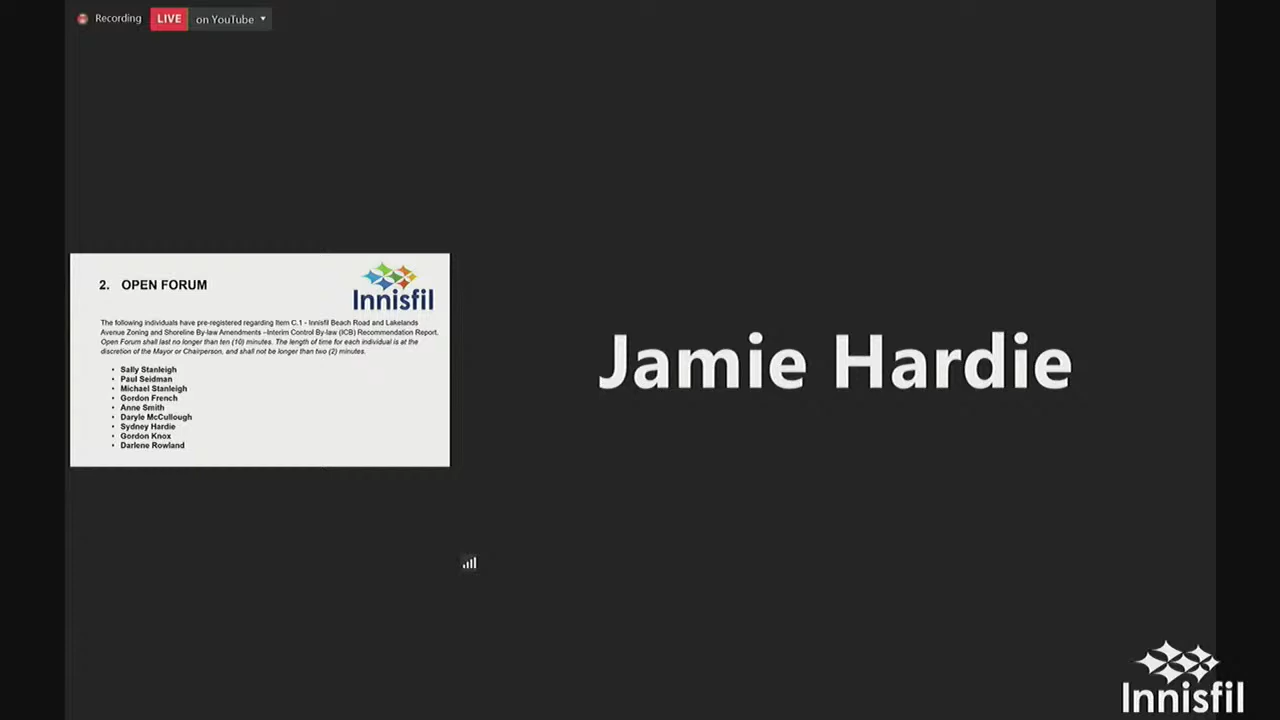 Recording
LIVE on YouTube
2. OPEN FORUM
Innisfil
The following individuals have pre-registered regarding Item C.1 - Innisfil Beach Road and Lakelands
Avenue Zoning and Shoreline By-law Amendments –Interim Control By-law (ICB) Recommendation Report.
Open Forum shall last no longer than ten (10) minutes. The length of time for each individual is at the
discretion of the Mayor or Chairperson, and shall not be longer than two (2) minutes.
• Sally Stanleigh
• Paul Seidman
• Michael Stanleigh
• Gordon French
• Anne Smith
• Daryle McCullough
• Sydney Hardie
• Gordon Knox
• Darlene Rowland
Jamie Hardie
Innisfil